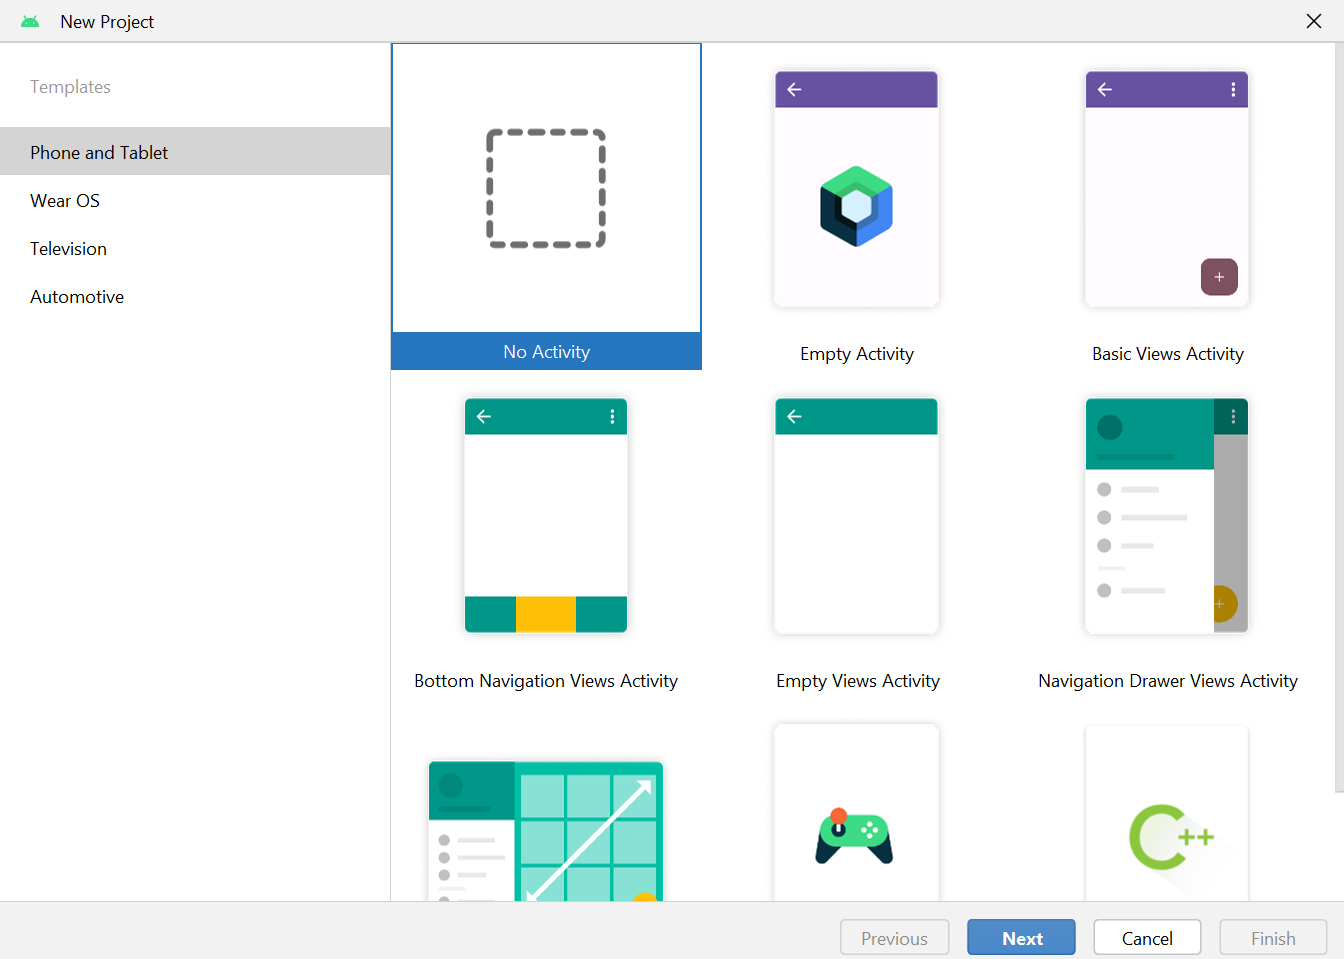 New Project
Templates
Phone and Tablet
Wear OS
Television
Automotive
No Activity
Empty Activity
Basic Views Activity
Bottom Navigation Views Activity
Empty Views Activity
Navigation Drawer Views Activity
C++
Previous
Next
Cancel
Finish